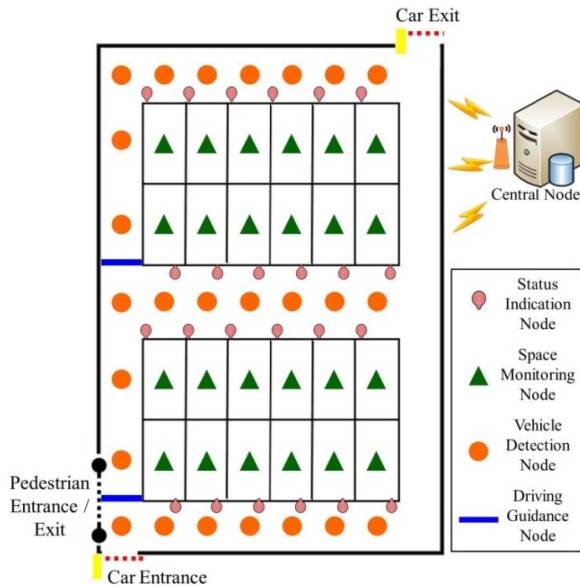 Car Exit
Central Node
Status
Indication
Node
Space
Monitoring
Node
Vehicle
Detection
Node
Driving
Guidance
Node
Pedestrian
Entrance /
Exit
Car Entrance